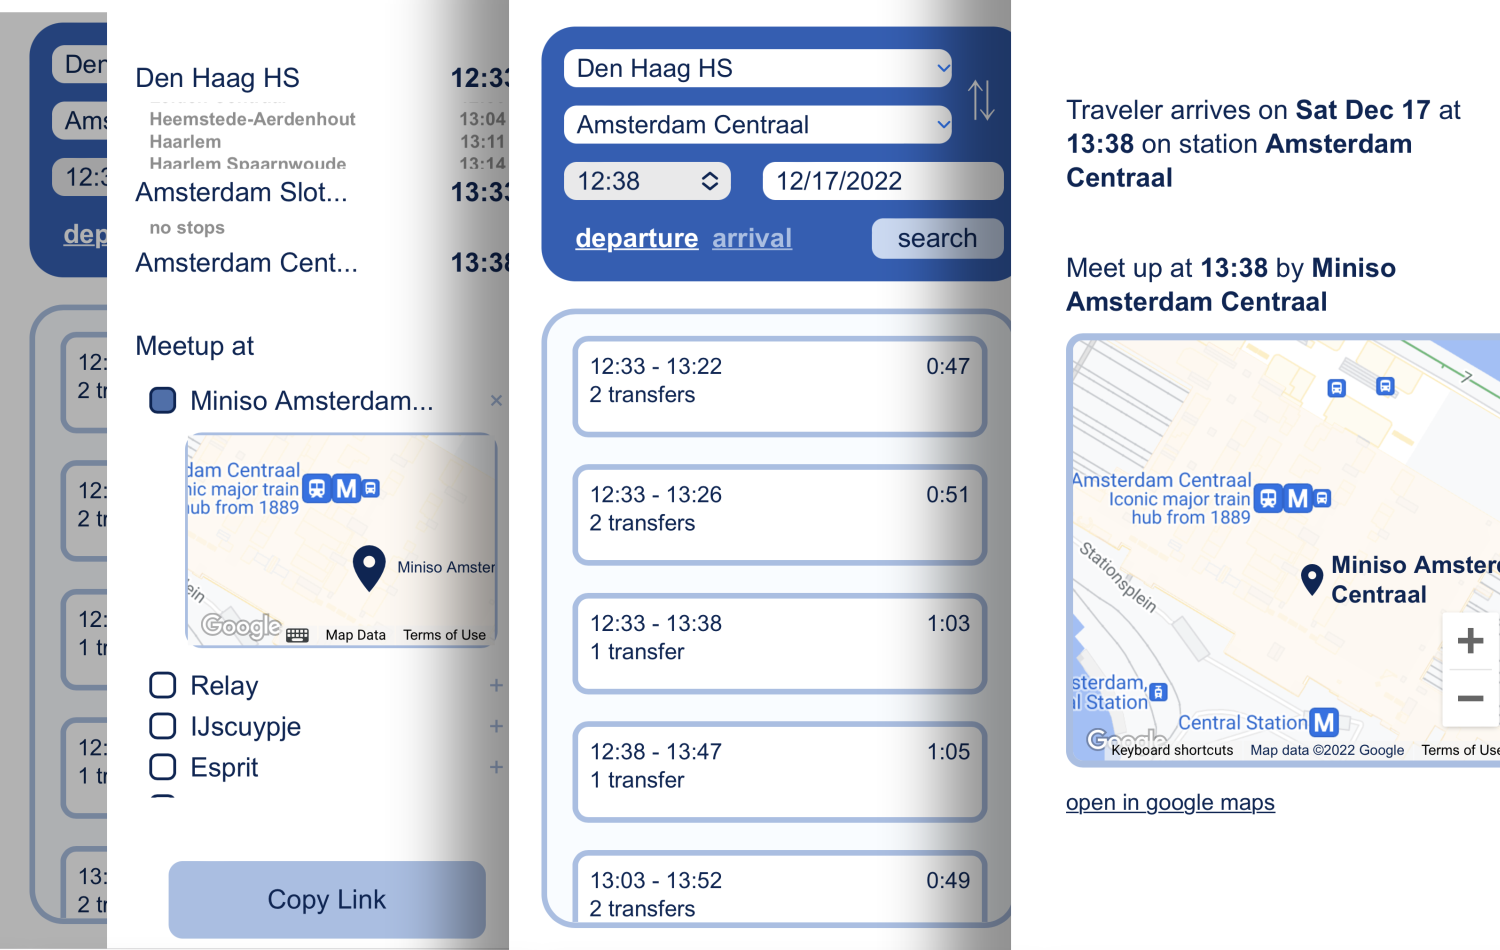 Den
Ams
12:3
dep
12:
2 tr
12:
2 tr
12:
1 tr
12:
1 tr
13:
2 tr
Den Haag HS 12:33
Heemstede-Aerdenhout 13:04
Haarlem 13:11
Haarlem Spaarnwoude 13:14
Amsterdam Slot... 13:33
no stops
Amsterdam Cent... 13:38
Meetup at
Miniso Amsterdam... ×
dam Centraal
nic major train
ub from 1889
M
Miniso Amster
ein
Google
Map Data Terms of Use
Relay +
IJscuypje +
Esprit +
Copy Link
Den Haag HS
Amsterdam Centraal
12:38 12/17/2022
departure arrival search
12:33 - 13:22 0:47
2 transfers
12:33 - 13:26 0:51
2 transfers
12:33 - 13:38 1:03
1 transfer
12:38 - 13:47 1:05
1 transfer
13:03 - 13:52 0:49
2 transfers
Traveler arrives on Sat Dec 17 at
13:38 on station Amsterdam
Centraal
Meet up at 13:38 by Miniso
Amsterdam Centraal
7
Amsterdam Centraal
Iconic major train
hub from 1889
M
Stationsplein
Miniso Amster
Centraal
+
−
sterdam,
l Station
Central Station M
Google
Keyboard shortcuts Map data ©2022 Google Terms of Use
open in google maps